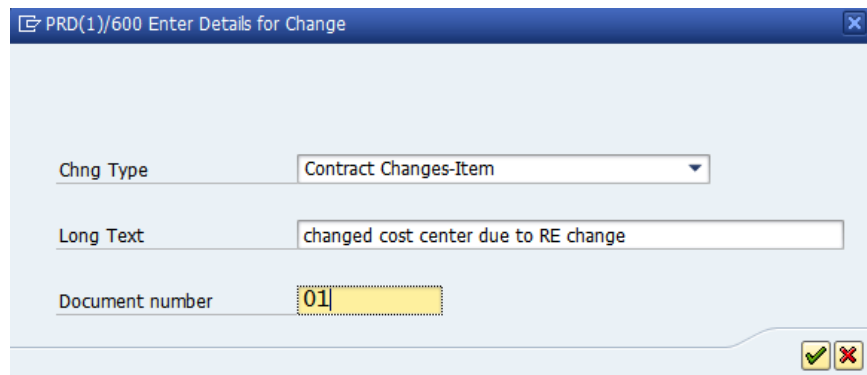 PRD(1)/600 Enter Details for Change
Chng Type Contract Changes-Item
Long Text changed cost center due to RE change
Document number 01